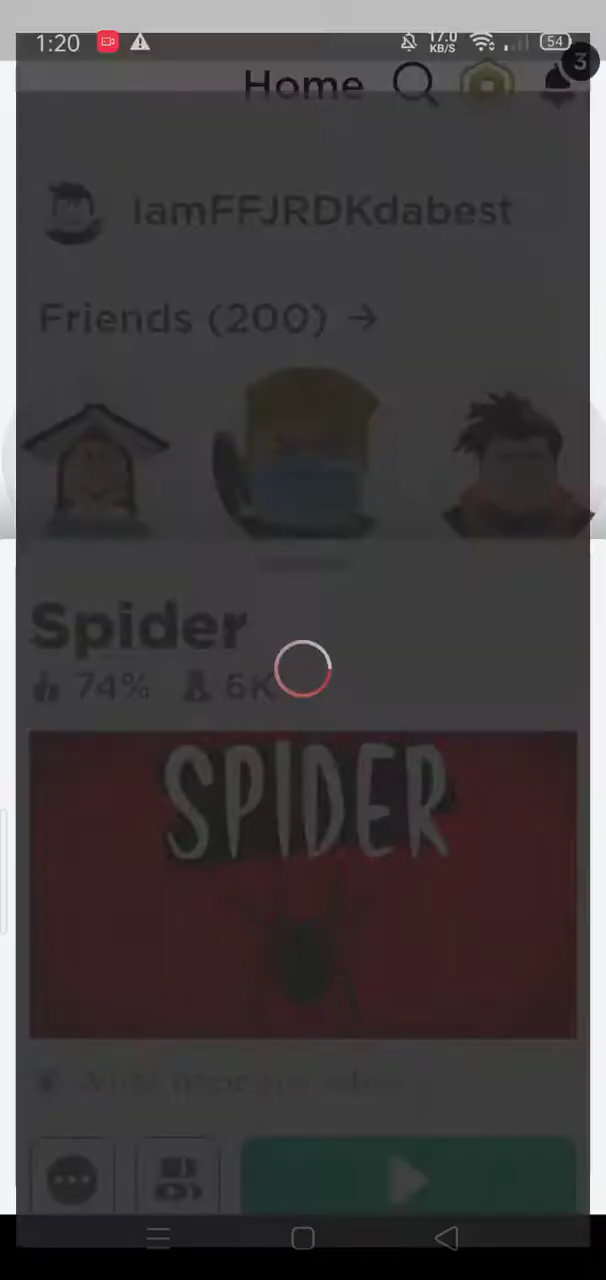 1:20 17.0 KB/S 54
3
Home
IamFFJRDKdabest
Friends (200) →
Spider
74% 6K
SPIDER